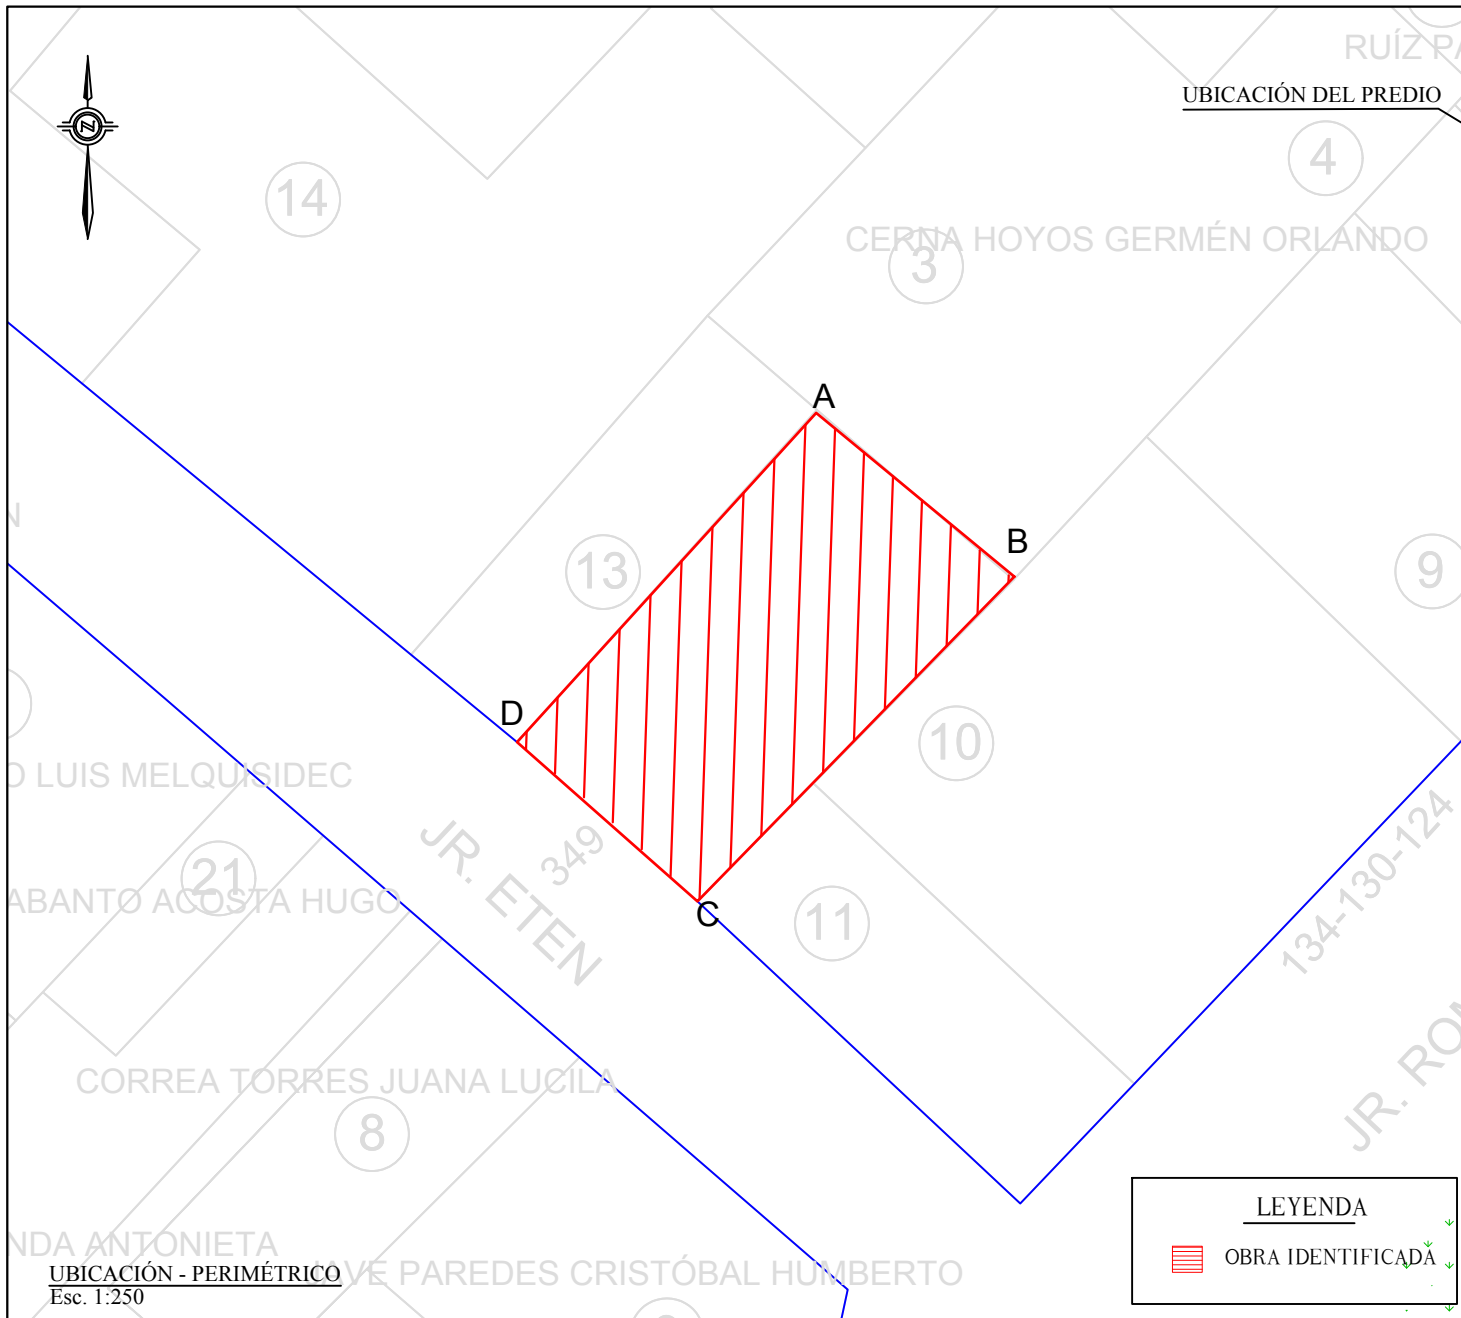 RUÍZ
UBICACIÓN DEL PREDIO
4
14
CERNA HOYOS GERMÉN ORLANDO
3
N
A
B
13
9
D
10
LUIS MELQUISIDEC
349
JR. ETEN
21
ABANTO ACOSTA HUGO
C
11
134-130-124
CORREA TORRES JUANA LUCILA
8
JR.
LEYENDA
OBRA IDENTIFICADA
ANTONIETA
PAREDES CRISTÓBAL HUMBERTO
UBICACIÓN - PERIMÉTRICO
Esc. 1:250